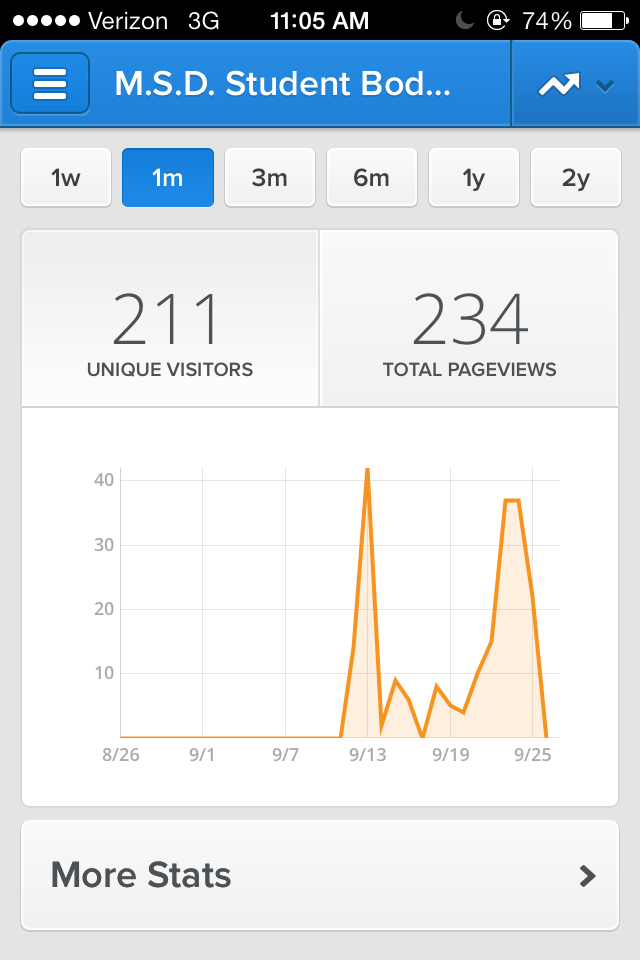 Verizon 3G 11:05 AM 74%
M.S.D. Student Bod...
1w 1m 3m 6m 1y 2y
211 234
UNIQUE VISITORS TOTAL PAGEVIEWS
40
30
20
10
8/26 9/1 9/7 9/13 9/19 9/25
More Stats